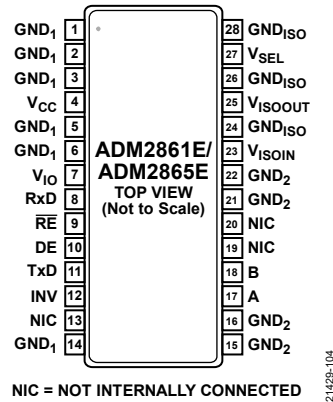 GND1 1
GND1 2
GND1 3
VCC 4
GND1 5
GND1 6
VIO 7
RxD 8
RE 9
DE 10
TxD 11
INV 12
NIC 13
GND1 14
ADM2861E/
ADM2865E
TOP VIEW
(Not to Scale)
28 GNDISO
27 VSEL
26 GNDISO
25 VISOOUT
24 GNDISO
23 VISOIN
22 GND2
21 GND2
20 NIC
19 NIC
18 B
17 A
16 GND2
15 GND2
NIC = NOT INTERNALLY CONNECTED
21429-104